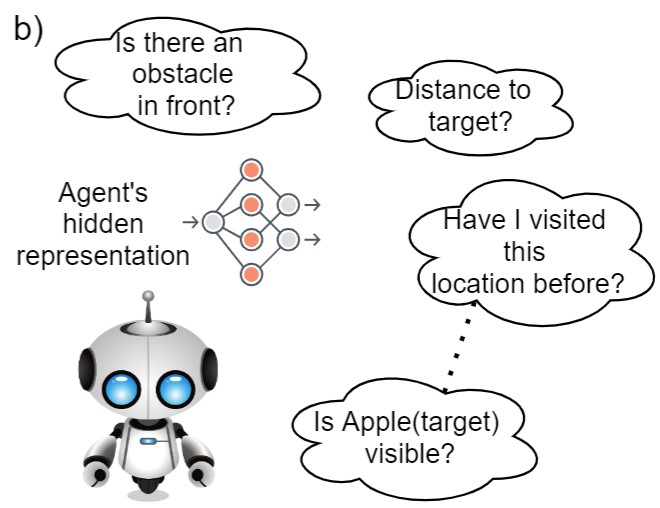 b)
Is there an
obstacle
in front?
Distance to
target?
Agent's
hidden
representation
Have I visited
this
location before?
Is Apple(target)
visible?